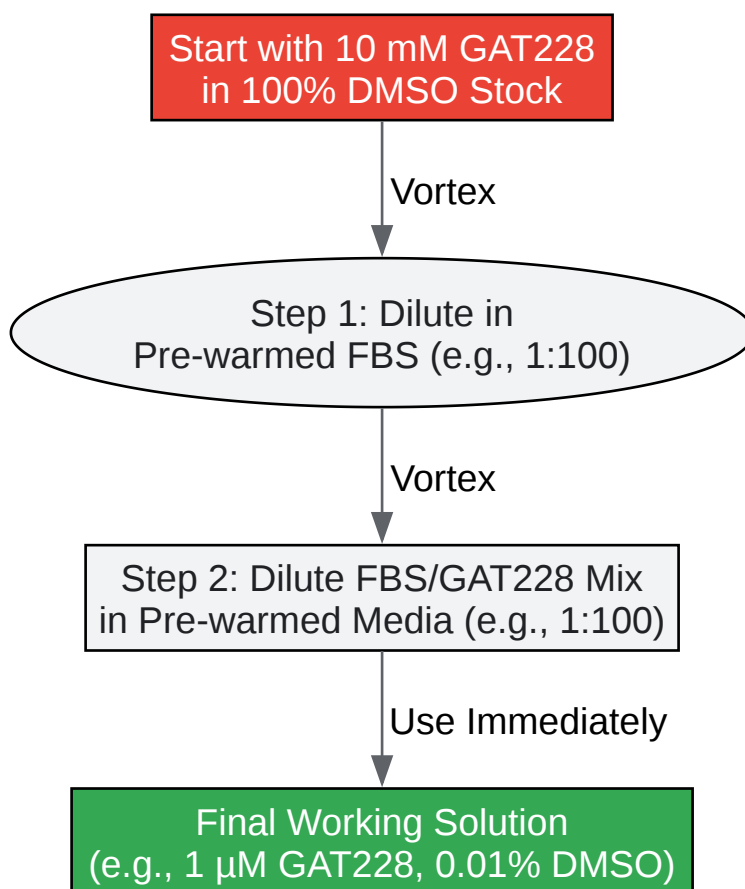 Start with 10 mM GAT228
in 100% DMSO Stock
Vortex
Step 1: Dilute in
Pre-warmed FBS (e.g., 1:100)
Vortex
Step 2: Dilute FBS/GAT228 Mix
in Pre-warmed Media (e.g., 1:100)
Use Immediately
Final Working Solution
(e.g., 1 µM GAT228, 0.01% DMSO)